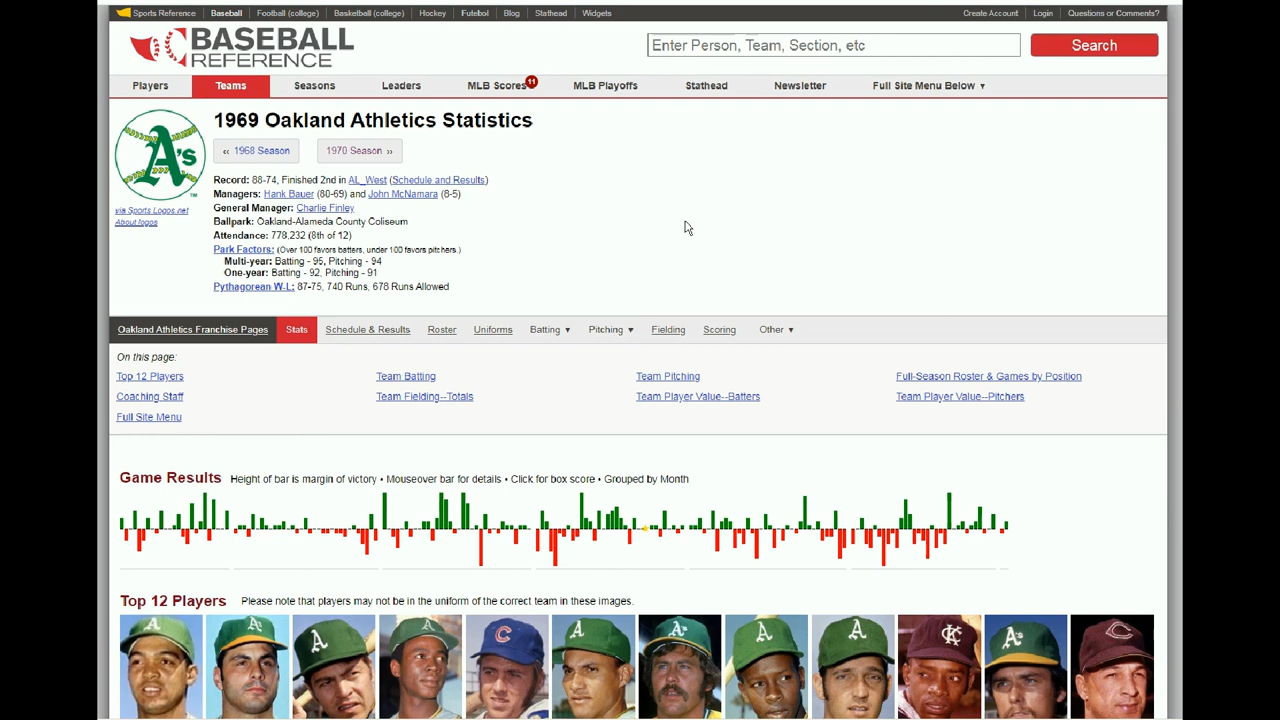 Sports Reference Baseball Football (college) Basketball (college) Hockey Futebol Blog Stathead Widgets Create Account Login Questions or Comments?
BASEBALL
REFERENCE
Enter Person, Team, Section, etc
Search
Players Teams Seasons Leaders MLB Scores 11 MLB Playoffs Stathead Newsletter Full Site Menu Below ▼
1969 Oakland Athletics Statistics
‹‹ 1968 Season 1970 Season ››
A's
via Sports Logos.net
About logos
Record: 88-74, Finished 2nd in AL_West (Schedule and Results)
Managers: Hank Bauer (80-69) and John McNamara (8-5)
General Manager: Charlie Finley
Ballpark: Oakland-Alameda County Coliseum
Attendance: 778,232 (8th of 12)
Park Factors: (Over 100 favors batters, under 100 favors pitchers.)
Multi-year: Batting - 95, Pitching - 94
One-year: Batting - 92, Pitching - 91
Pythagorean W-L: 87-75, 740 Runs, 678 Runs Allowed
Oakland Athletics Franchise Pages Stats Schedule & Results Roster Uniforms Batting ▼ Pitching ▼ Fielding Scoring Other ▼
On this page:
Top 12 Players Team Batting Team Pitching Full-Season Roster & Games by Position
Coaching Staff Team Fielding--Totals Team Player Value--Batters Team Player Value--Pitchers
Full Site Menu
Game Results Height of bar is margin of victory • Mouseover bar for details • Click for box score • Grouped by Month
Top 12 Players Please note that players may not be in the uniform of the correct team in these images.